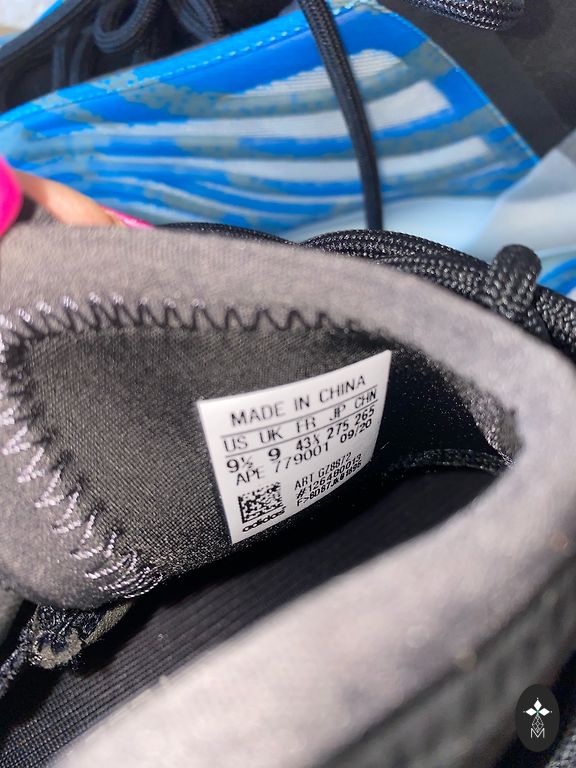 MADE IN CHINA
US UK FR JP CHN
9½ 9 43⅓ 275 265
APE 779001 09/20
ART GZ8872
adidas
M